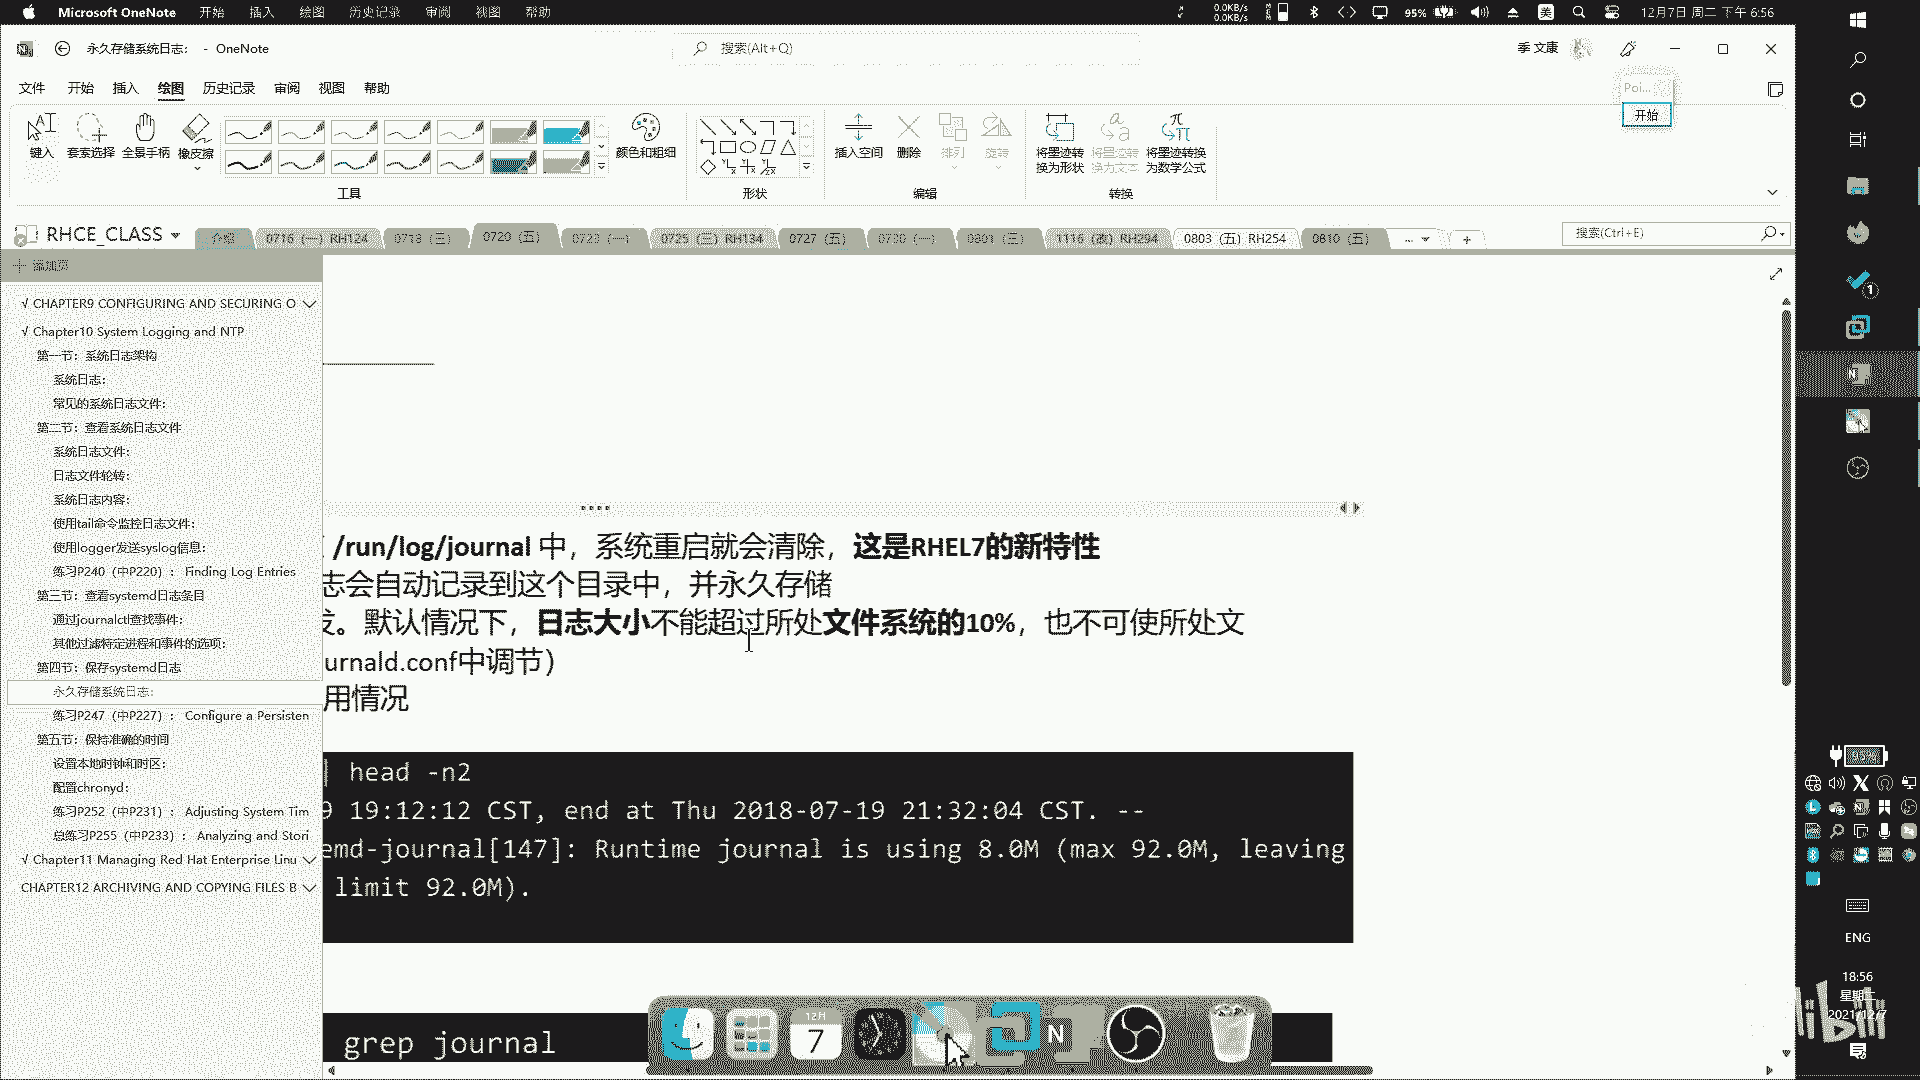 Microsoft OneNote 开始 插入 绘图 历史记录 审阅 视图 帮助
0.0KB/s
0.0KB/s
95%
美
12月7日 周二 下午 6:56
永久存储系统日志: - OneNote
搜索(Alt+Q)
季 文康
文件 开始 插入 绘图 历史记录 审阅 视图 帮助
Poi...
开始
键入 套索选择 全景手柄 橡皮擦
颜色和粗细
插入空间 删除 排列 旋转
将墨迹转换为形状
将墨迹转换为文本
将墨迹转换为数学公式
工具 形状 编辑 转换
RHCE_CLASS
介绍 0716 (一) RH124 0718 (三) 0720 (五) 0723 (一) 0725 (三) RH134 0727 (五) 0801 (三) 0803 (五) RH254 0810 (五) ... +
搜索(Ctrl+E)
添加页
√ CHAPTER9 CONFIGURING AND SECURING O
√ Chapter10 System Logging and NTP
第一节：系统日志架构
系统日志:
常见的系统日志文件:
第二节：查看系统日志文件
系统日志文件:
日志文件轮转:
系统日志内容:
使用tail命令监控日志文件:
使用logger发送syslog信息:
练习P240（中P220）： Finding Log Entries
第三节：查看systemd日志条目
通过journalctl查找事件:
其他过滤特定进程和事件的选项:
第四节：保存systemd日志
永久存储系统日志:
练习P247（中P227）： Configure a Persisten
第五节：保持准确的时间
设置本地时钟和时区:
配置chronyd:
练习P252（中P231）： Adjusting System Tim
总练习P255（中P233）： Analyzing and Stori
√ Chapter11 Managing Red Hat Enterprise Linu
CHAPTER12 ARCHIVING AND COPYING FILES B
/run/log/journal 中，系统重启就会清除，这是RHEL7的新特性
志会自动记录到这个目录中，并永久存储
。默认情况下，日志大小不能超过所处文件系统的10%，也不可使所处文
urnald.conf中调节）
用情况
| head -n2
9 19:12:12 CST, end at Thu 2018-07-19 21:32:04 CST. --
emd-journal[147]: Runtime journal is using 8.0M (max 92.0M, leaving
limit 92.0M).
grep journal
12月
7
N
1
95%
ENG
18:56
星期二
2021/12/7